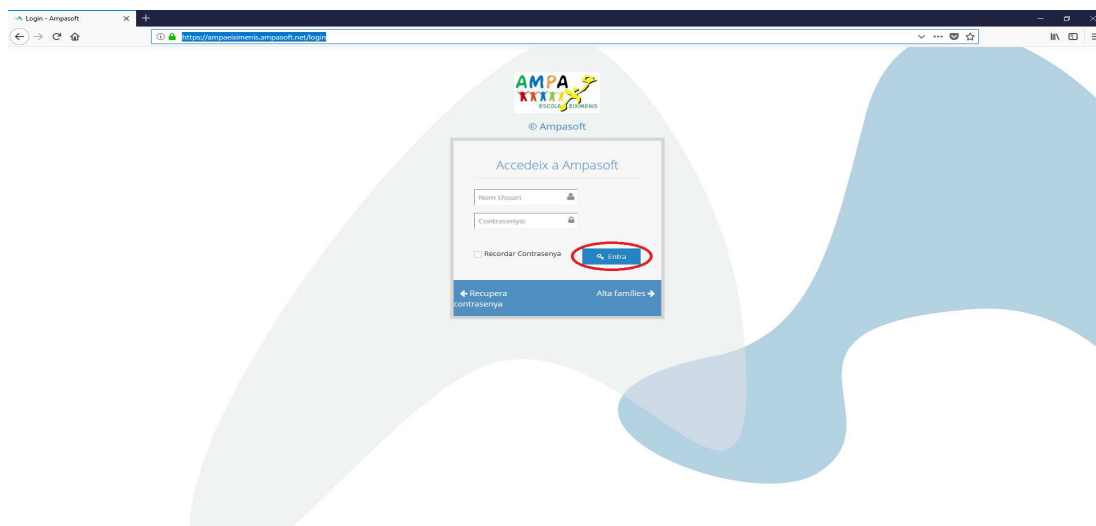 Login - Ampasoft
https://ampaeiximenis.ampasoft.net/login
AMPA
ESCOLA EIXIMENIS
© Ampasoft
Accedeix a Ampasoft
Nom Usuari
Contrasenya:
Recordar Contrasenya
Entra
Recupera contrasenya
Alta famílies